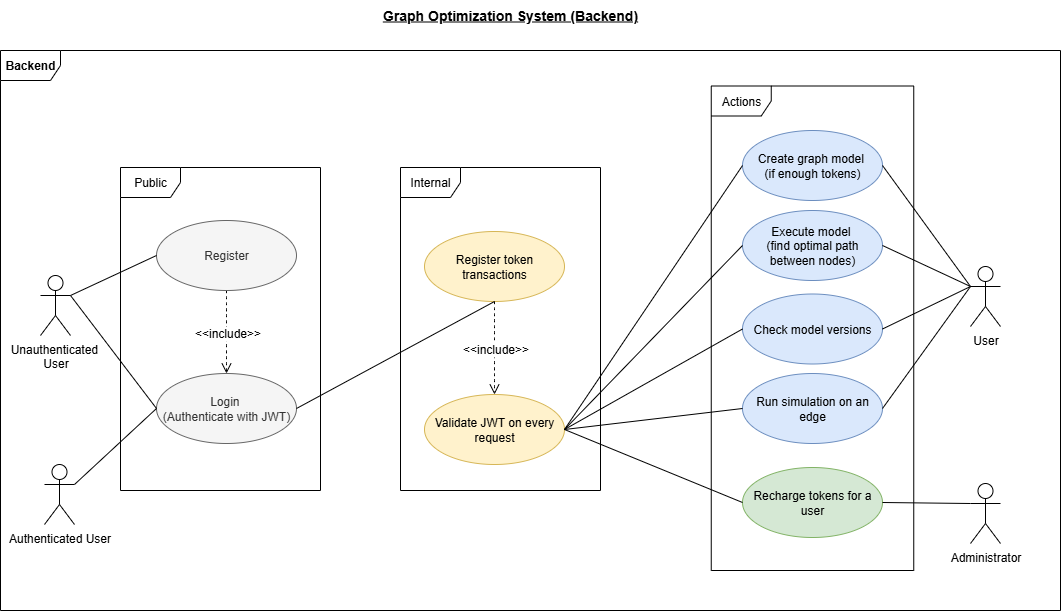 Graph Optimization System (Backend)
Backend
Public
Register
<<include>>
Login
(Authenticate with JWT)
Unauthenticated
User
Authenticated User
Internal
Register token
transactions
<<include>>
Validate JWT on every
request
Actions
Create graph model
(if enough tokens)
Execute model
(find optimal path
between nodes)
Check model versions
Run simulation on an
edge
Recharge tokens for a
user
User
Administrator